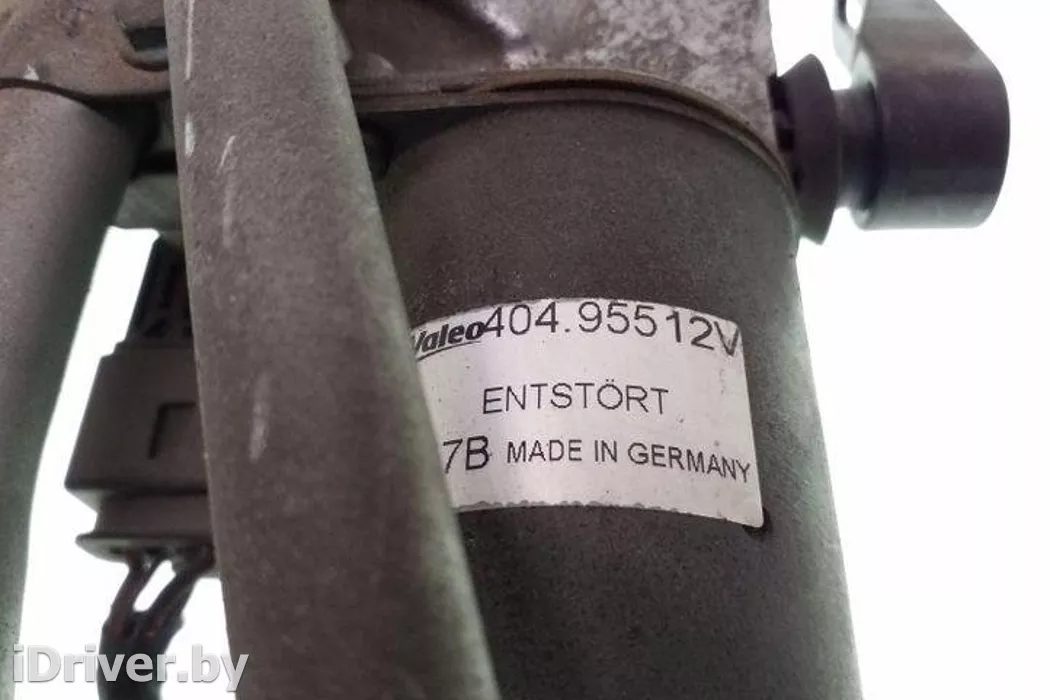 Valeo 404.955 12V
ENTSTÖRT
7B MADE IN GERMANY
iDriver.by